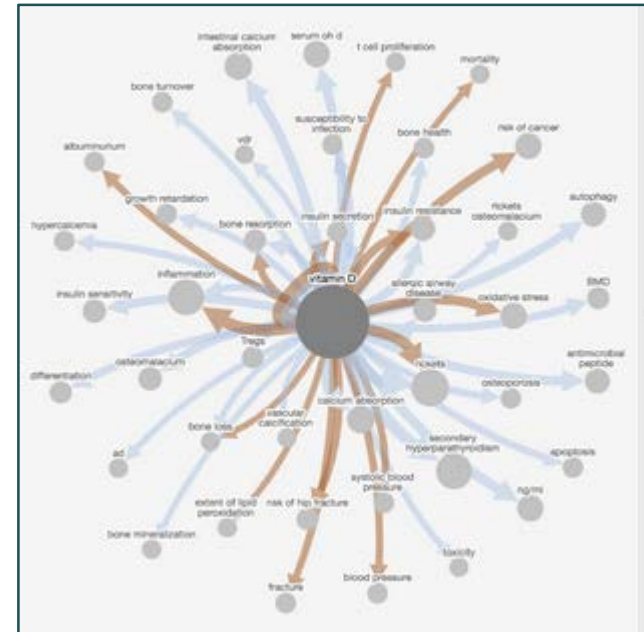 intestinal calcium
absorption
serum oh d
t cell proliferation
mortality
bone turnover
susceptibility to
infection
bone health
risk of cancer
vdr
albuminurium
growth retardation
insulin secretion
insulin resistance
rickets
osteomalacium
autophagy
hypercalcemia
bone resorption
inflammation
vitamin D
allergic airway
disease
oxidative stress
BMD
insulin sensitivity
Tregs
rickets
antimicrobial
peptide
differentiation
osteomalacium
calcium absorption
osteoporosis
bone loss
vascular
calcification
secondary
hyperparathyroidism
apoptosis
ad
systolic blood
pressure
ng/ml
extent of lipid
peroxidation
risk of hip fracture
bone mineralization
toxicity
fracture
blood pressure